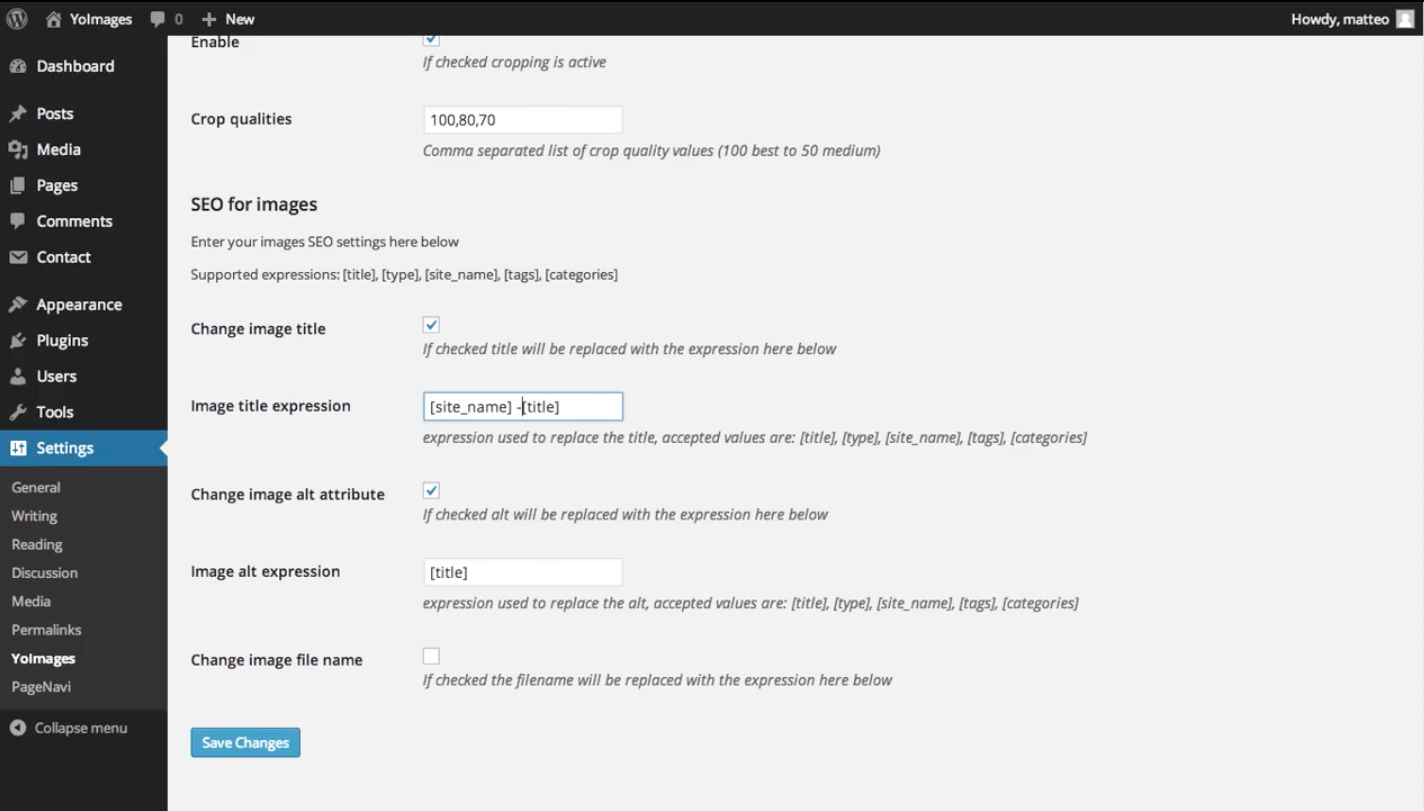 YoImages 0 New Howdy, matteo
Dashboard
Posts
Media
Pages
Comments
Contact
Appearance
Plugins
Users
Tools
Settings
General
Writing
Reading
Discussion
Media
Permalinks
YoImages
PageNavi
Collapse menu
Enable
If checked cropping is active
Crop qualities 100,80,70
Comma separated list of crop quality values (100 best to 50 medium)
SEO for images
Enter your images SEO settings here below
Supported expressions: [title], [type], [site_name], [tags], [categories]
Change image title
If checked title will be replaced with the expression here below
Image title expression [site_name] -[title]
expression used to replace the title, accepted values are: [title], [type], [site_name], [tags], [categories]
Change image alt attribute
If checked alt will be replaced with the expression here below
Image alt expression [title]
expression used to replace the alt, accepted values are: [title], [type], [site_name], [tags], [categories]
Change image file name
If checked the filename will be replaced with the expression here below
Save Changes